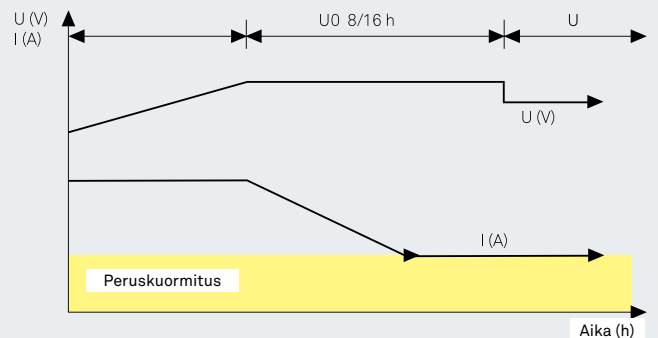 U (V)
I (A)
U0 8/16 h
U
U (V)
I (A)
Peruskuormitus
Aika (h)